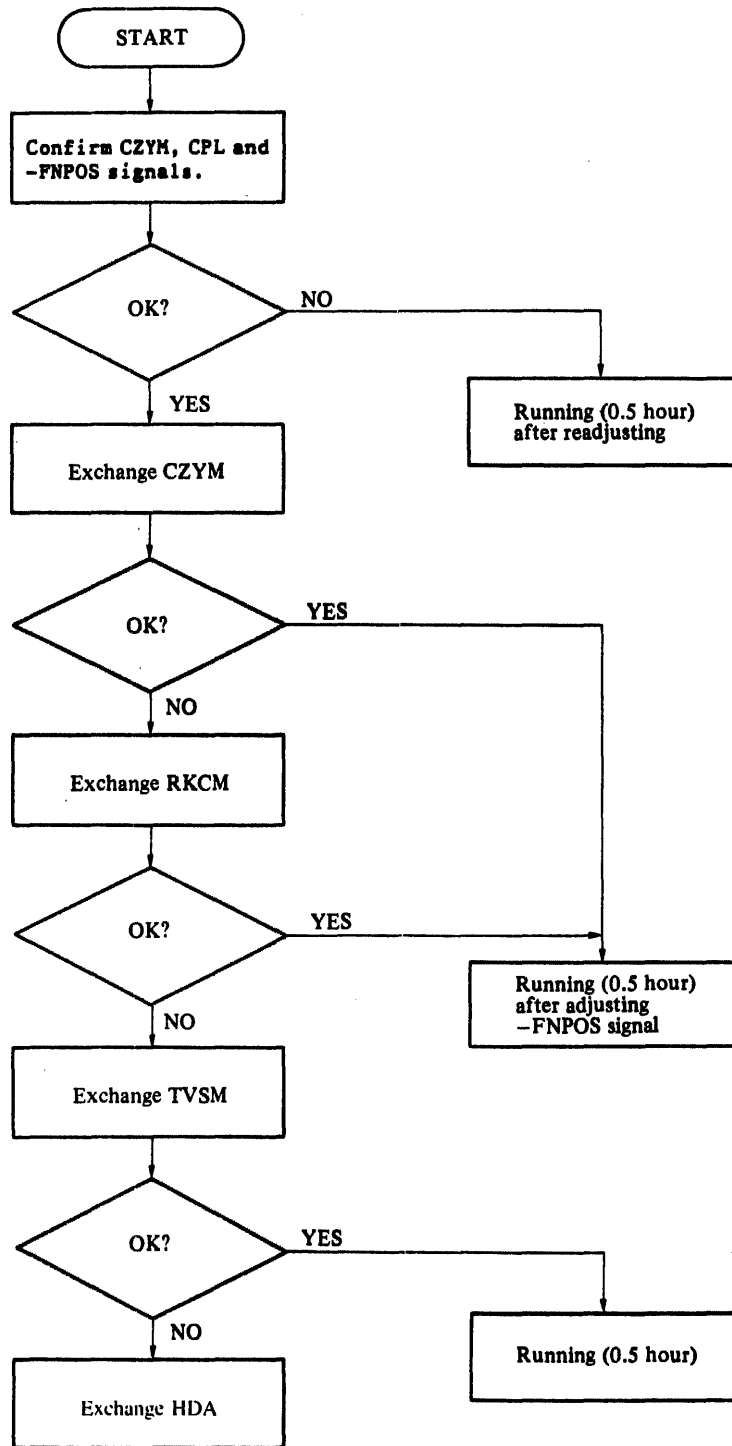 START
Confirm CZYM, CPL and
-FNPOS signals.
OK?
NO
YES
Running (0.5 hour)
after readjusting
Exchange CZYM
OK?
YES
NO
Exchange RKCM
OK?
YES
NO
Running (0.5 hour)
after adjusting
-FNPOS signal
Exchange TVSM
OK?
YES
NO
Running (0.5 hour)
Exchange HDA